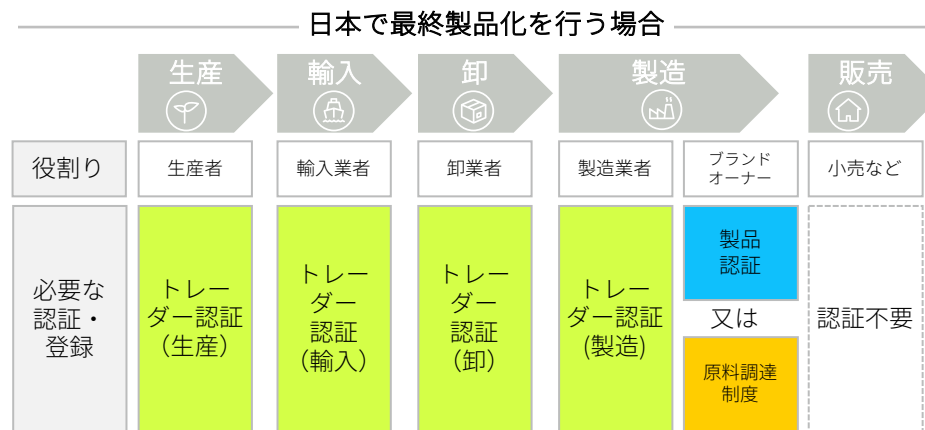 日本で最終製品化を行う場合
生産
輸入
卸
製造
販売
役割り
生産者
輸入業者
卸業者
製造業者
ブランド
オーナー
小売など
必要な
認証・
登録
トレー
ダー認証
（生産）
トレー
ダー
認証
（輸入）
トレー
ダー
認証
（卸）
トレー
ダー認証
(製造)
製品
認証
又は
原料調達
制度
認証不要